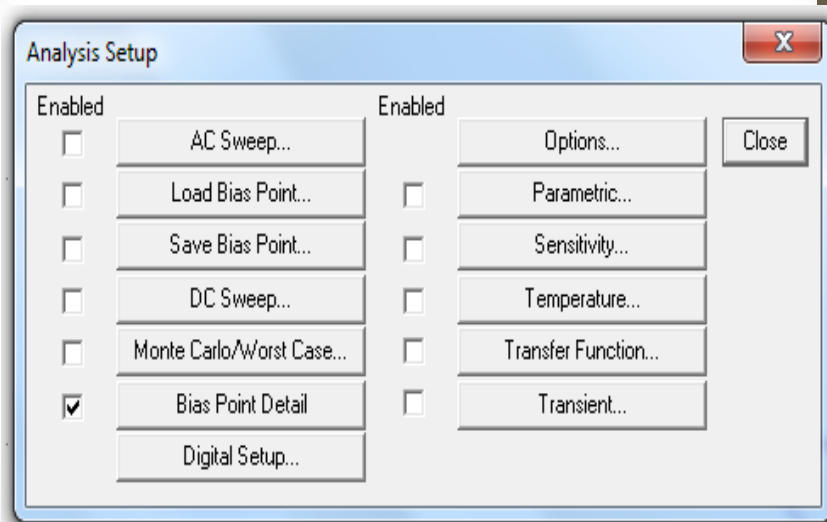 Analysis Setup
Enabled
AC Sweep...
Load Bias Point...
Save Bias Point...
DC Sweep...
Monte Carlo/Worst Case...
Bias Point Detail
Digital Setup...
Enabled
Options...
Parametric...
Sensitivity...
Temperature...
Transfer Function...
Transient...
Close